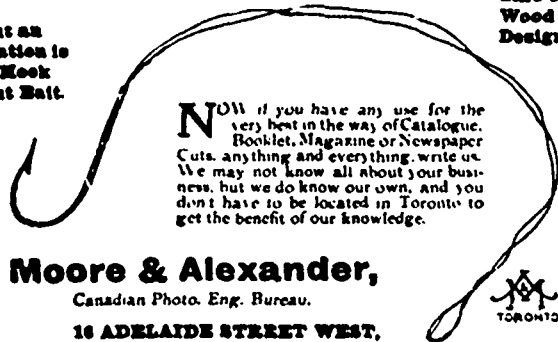 at an
ation is
Hook
t Bait.
Wood
Design
NOW if you have any use for the
very best in the way of Catalogue,
Booklet, Magazine or Newspaper
Cuts, anything and everything, write us.
We may not know all about your busi-
ness, but we do know our own, and you
don't have to be located in Toronto to
get the benefit of our knowledge.
Moore & Alexander,
Canadian Photo. Eng. Bureau.
16 ADELAIDE STREET WEST,
TORONTO